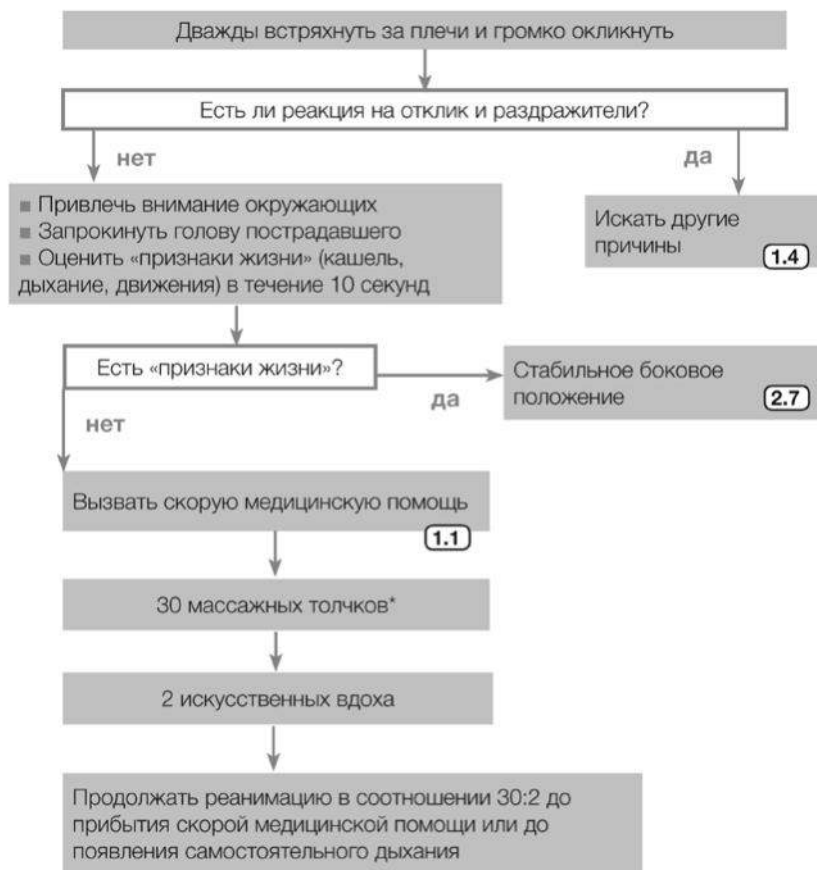 Дважды встряхнуть за плечи и громко окликнуть
Есть ли реакция на отклик и раздражители?
нет
да
■ Привлечь внимание окружающих
■ Запрокинуть голову пострадавшего
■ Оценить «признаки жизни» (кашель,
дыхание, движения) в течение 10 секунд
Искать другие
причины
1.4
Есть «признаки жизни»?
да
Стабильное боковое
положение
2.7
нет
Вызвать скорую медицинскую помощь
1.1
30 массажных толчков*
2 искусственных вдоха
Продолжать реанимацию в соотношении 30:2 до
прибытия скорой медицинской помощи или до
появления самостоятельного дыхания